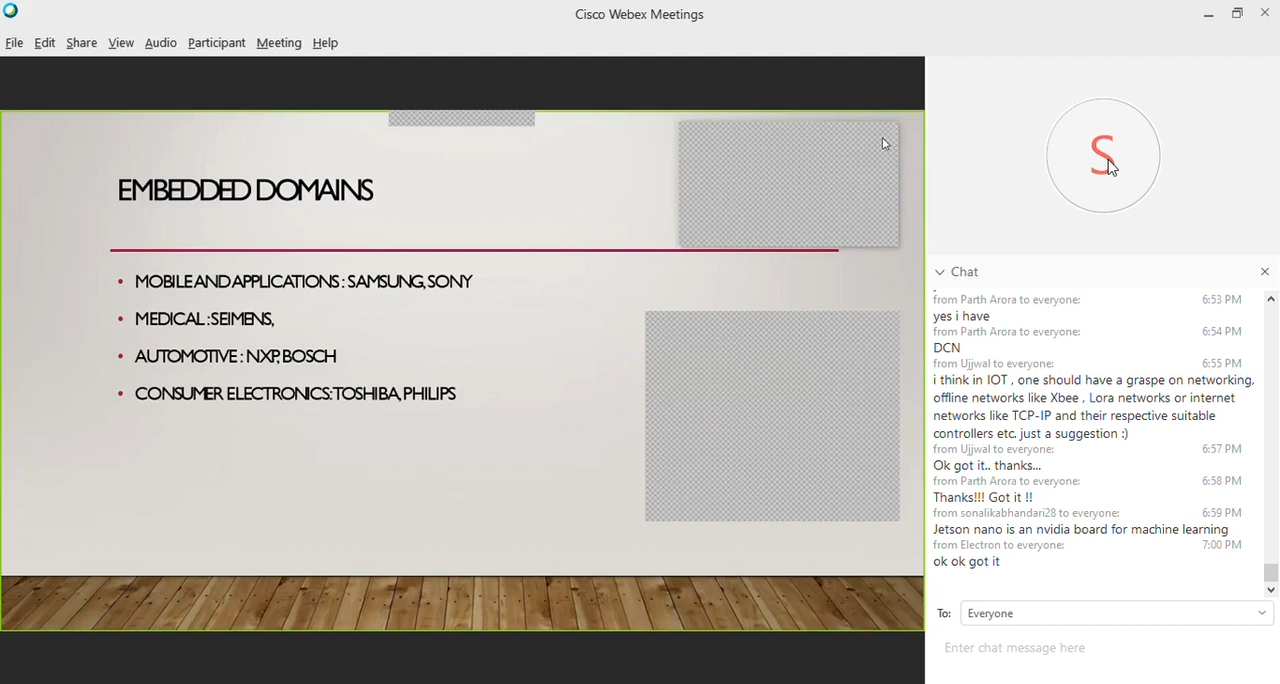 Cisco Webex Meetings
File Edit Share View Audio Participant Meeting Help
EMBEDDED DOMAINS
• MOBILE AND APPLICATIONS : SAMSUNG, SONY
• MEDICAL : SEIMENS,
• AUTOMOTIVE : NXP, BOSCH
• CONSUMER ELECTRONICS: TOSHIBA, PHILIPS
S
Chat
from Parth Arora to everyone: 6:53 PM
yes i have
from Parth Arora to everyone: 6:54 PM
DCN
from Ujjwal to everyone: 6:55 PM
i think in IOT , one should have a graspe on networking,
offline networks like Xbee , Lora networks or internet
networks like TCP-IP and their respective suitable
controllers etc. just a suggestion :)
from Ujjwal to everyone: 6:57 PM
Ok got it.. thanks...
from Parth Arora to everyone: 6:58 PM
Thanks!!! Got it !!
from sonalikabhandari28 to everyone: 6:59 PM
Jetson nano is an nvidia board for machine learning
from Electron to everyone: 7:00 PM
ok ok got it
To: Everyone
Enter chat message here